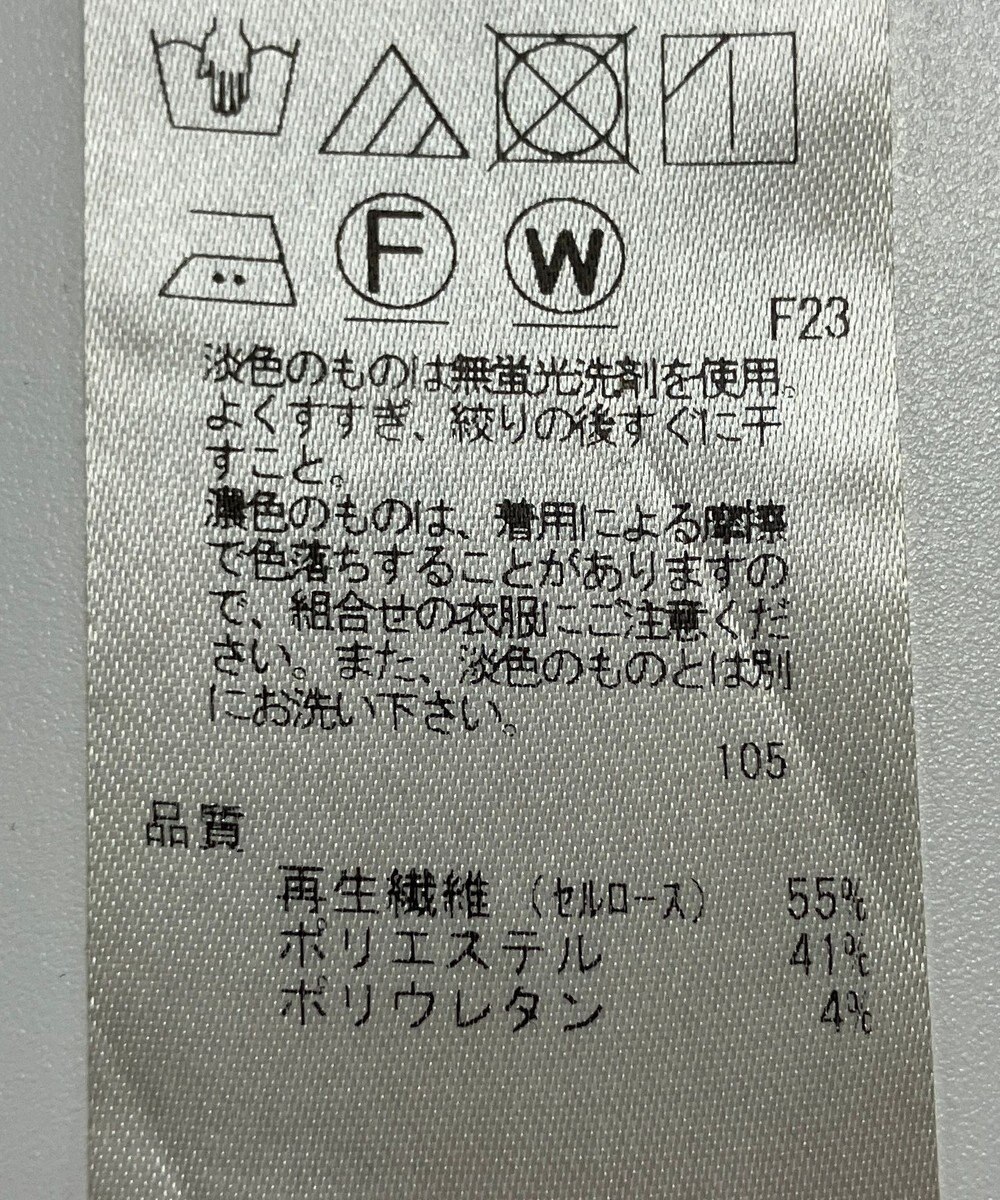 F
W
F23
淡色のものは無蛍光洗剤を使用。
よくすすぎ、絞りの後すぐに干
すこと。
濃色のものは、着用による摩擦
で色落ちすることがありますの
で、組合せの衣服にご注意くだ
さい。また、淡色のものとは別
にお洗い下さい。
105
品質
再生繊維（セルロース） 55%
ポリエステル 41%
ポリウレタン 4%